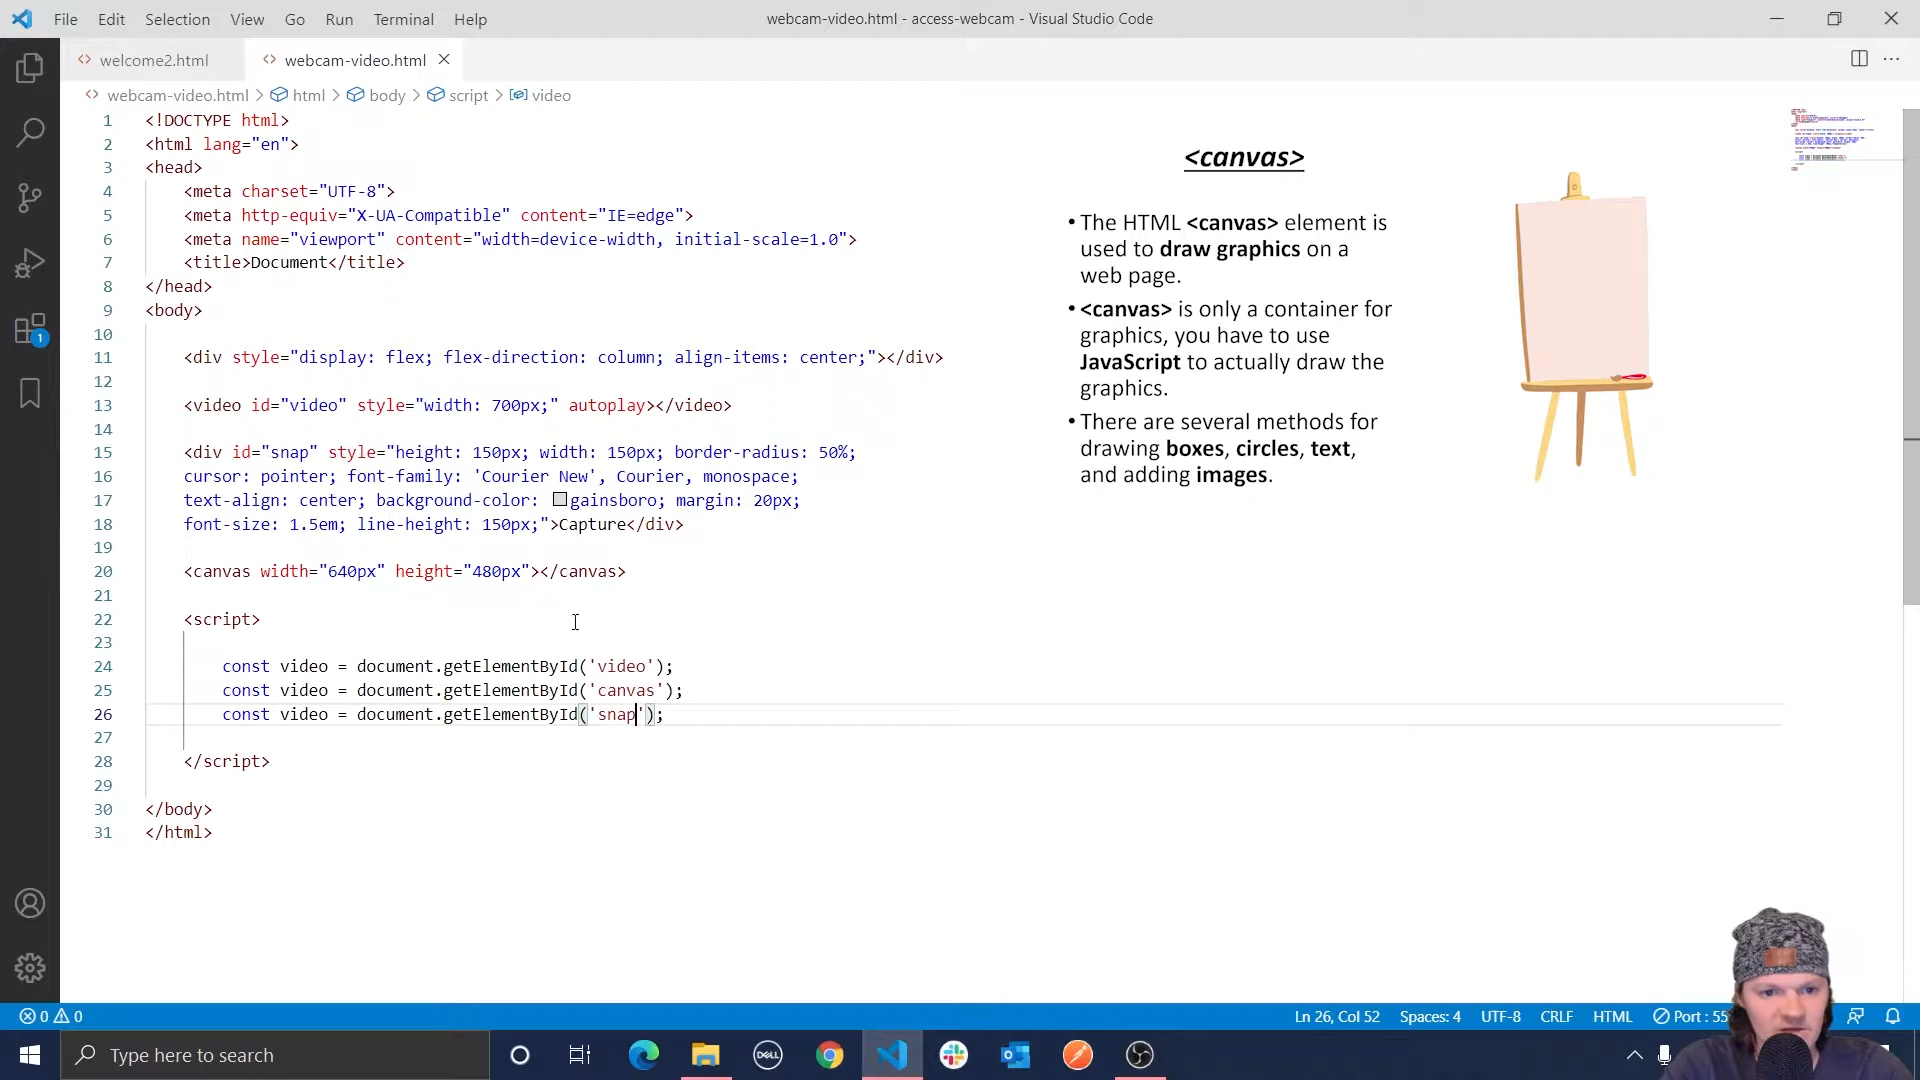 File Edit Selection View Go Run Terminal Help
webcam-video.html - access-webcam - Visual Studio Code
welcome2.html
webcam-video.html
webcam-video.html > html > body > script > video
1 <!DOCTYPE html>
2 <html lang="en">
3 <head>
4 <meta charset="UTF-8">
5 <meta http-equiv="X-UA-Compatible" content="IE=edge">
6 <meta name="viewport" content="width=device-width, initial-scale=1.0">
7 <title>Document</title>
8 </head>
9 <body>
10
11 <div style="display: flex; flex-direction: column; align-items: center;"></div>
12
13 <video id="video" style="width: 700px;" autoplay></video>
14
15 <div id="snap" style="height: 150px; width: 150px; border-radius: 50%;
16 cursor: pointer; font-family: 'Courier New', Courier, monospace;
17 text-align: center; background-color: gainsboro; margin: 20px;
18 font-size: 1.5em; line-height: 150px;">Capture</div>
19
20 <canvas width="640px" height="480px"></canvas>
21
22 <script>
23
24 const video = document.getElementById('video');
25 const video = document.getElementById('canvas');
26 const video = document.getElementById('snap');
27
28 </script>
29
30 </body>
31 </html>
<canvas>
• The HTML <canvas> element is
used to draw graphics on a
web page.
• <canvas> is only a container for
graphics, you have to use
JavaScript to actually draw the
graphics.
• There are several methods for
drawing boxes, circles, text,
and adding images.
1
0 0
Ln 26, Col 52 Spaces: 4 UTF-8 CRLF HTML Port : 55
Type here to search
DELL